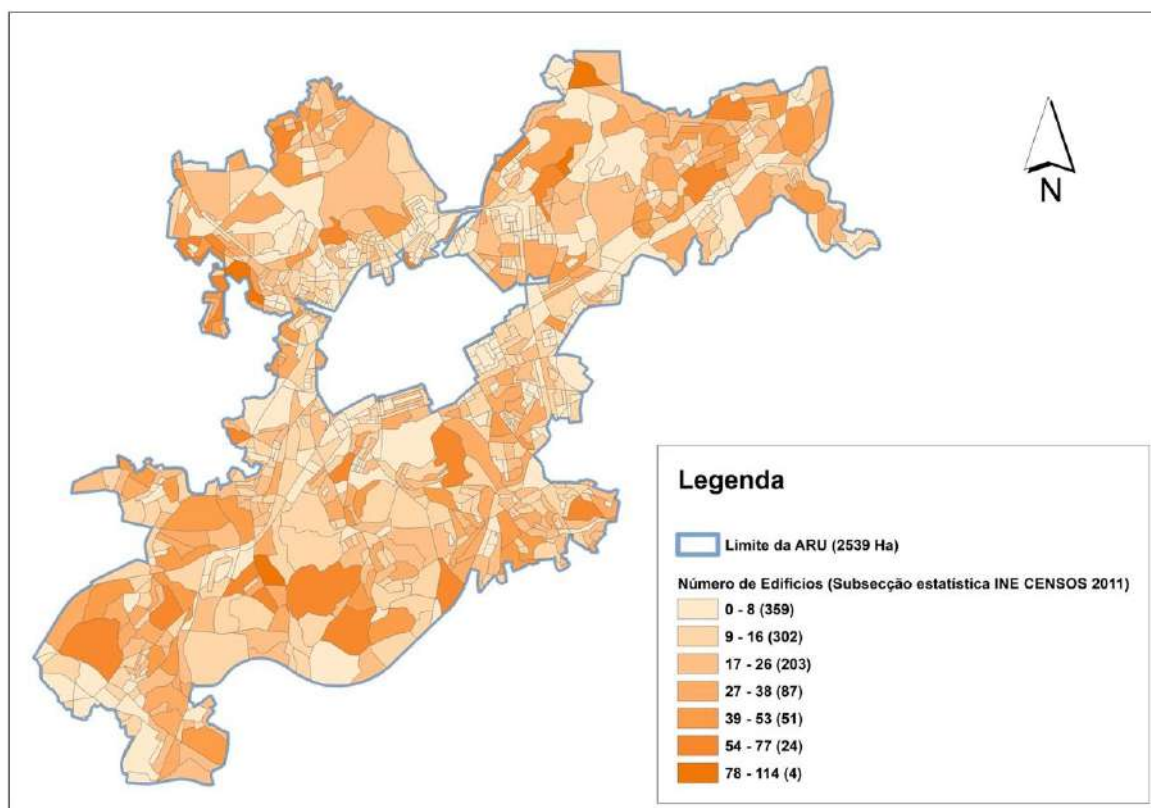 N
Legenda
Limite da ARU (2539 Ha)
Número de Edificios (Subsecção estatística INE CENSOS 2011)
0 - 8 (359)
9 - 16 (302)
17 - 26 (203)
27 - 38 (87)
39 - 53 (51)
54 - 77 (24)
78 - 114 (4)